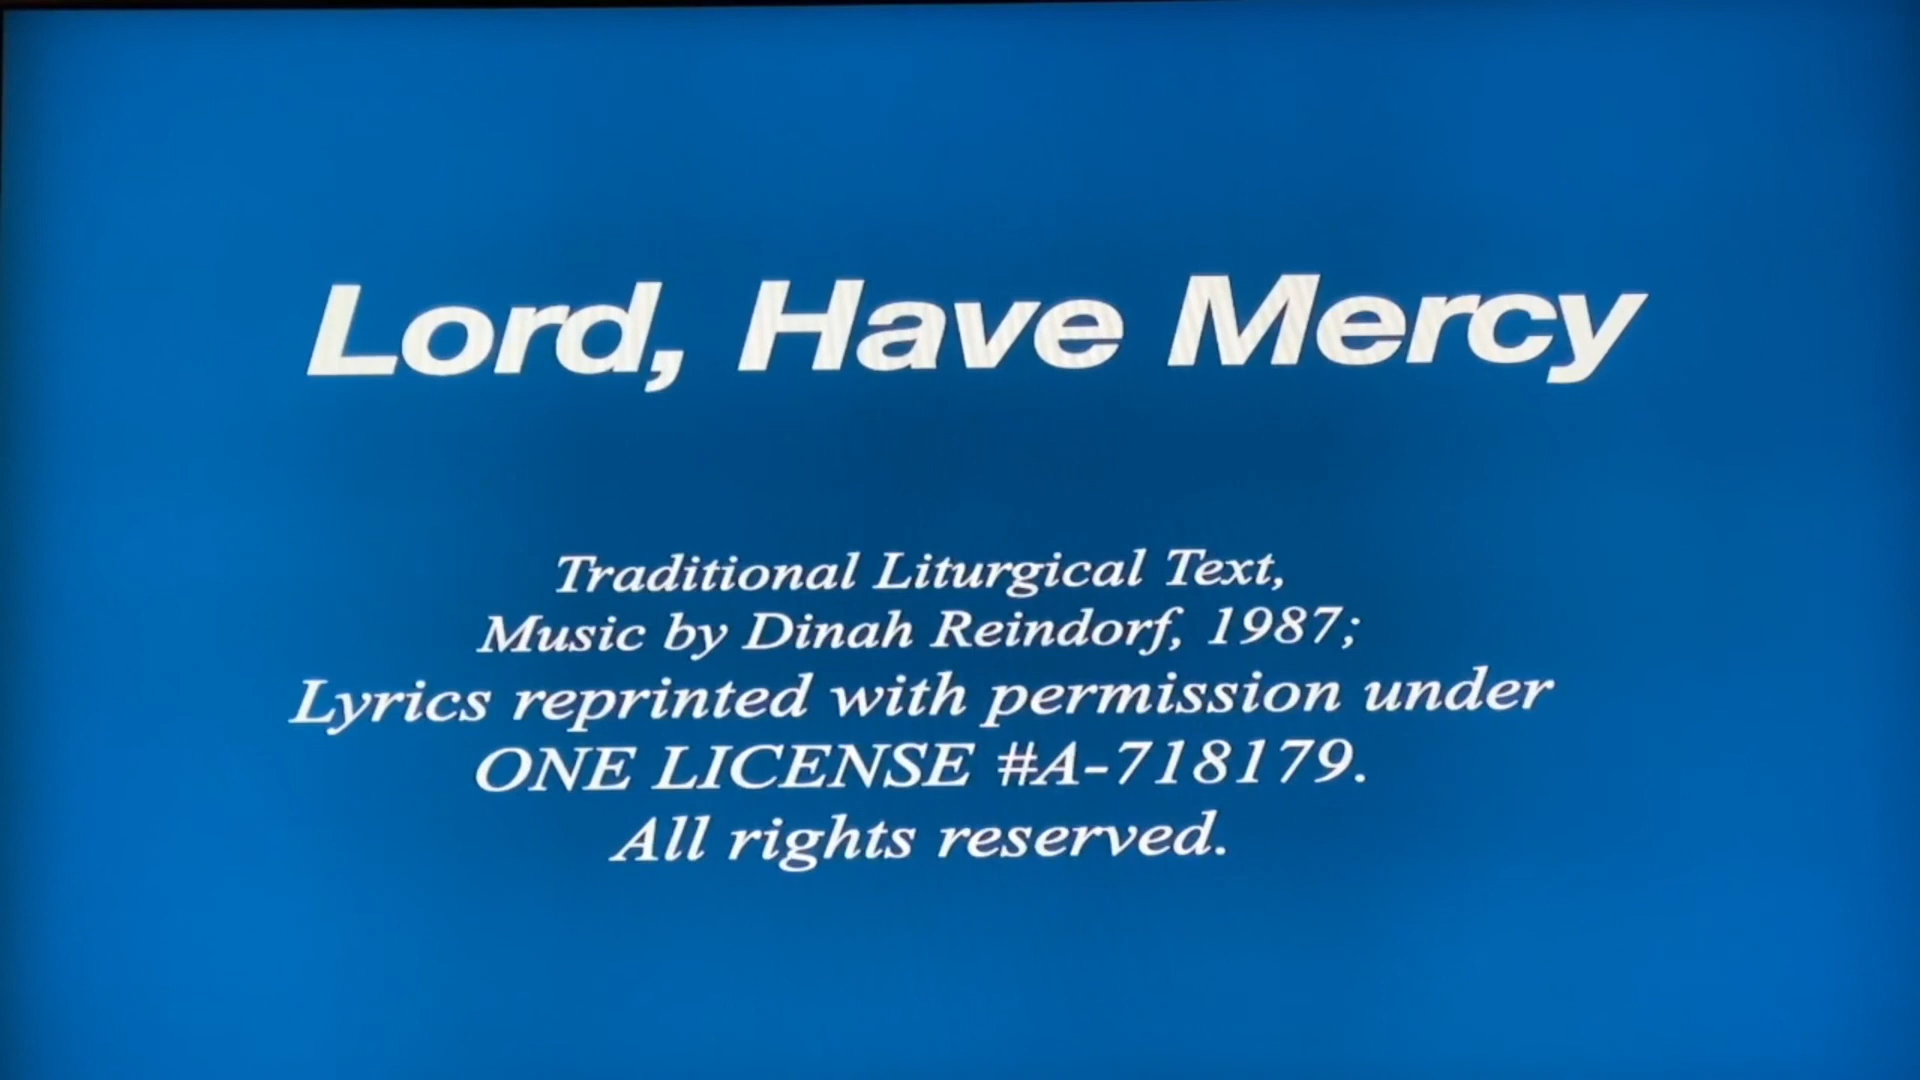 Lord, Have Mercy
Traditional Liturgical Text,
Music by Dinah Reindorf, 1987;
Lyrics reprinted with permission under
ONE LICENSE #A-718179.
All rights reserved.